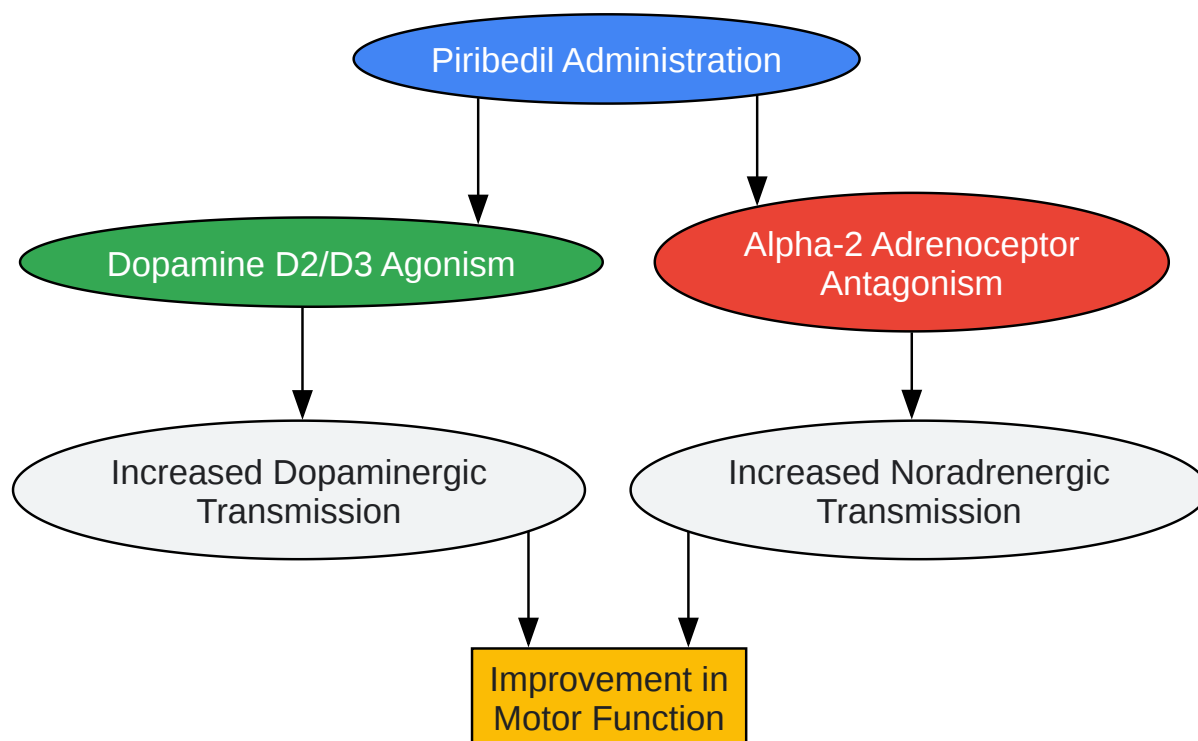 Piribedil Administration
Dopamine D2/D3 Agonism
Alpha-2 Adrenoceptor
Antagonism
Increased Dopaminergic
Transmission
Increased Noradrenergic
Transmission
Improvement in
Motor Function